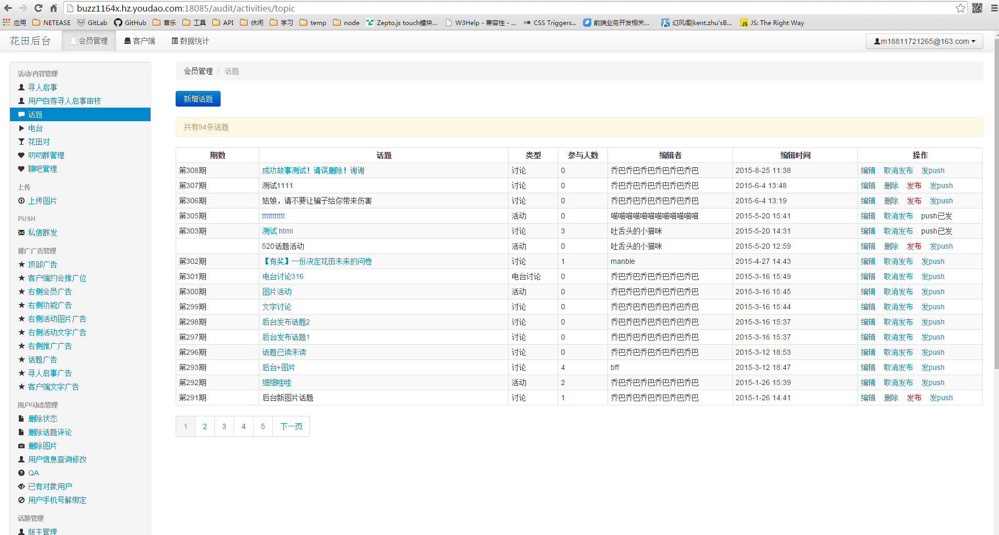 buzz1164x.hz.youdao.com:18085/audit/activities/topic
应用 NETEASE GitLab GitHub 音乐 工具 API 休闲 学习 temp node Zepto.js touch模块... W3Help - 兼容性 - ... CSS Triggers... 前端业务开发相关... 幻风阁|kent.zhu'sB... JS: The Right Way
花田后台 会员管理 客户端 数据统计 m18811721265@163.com
活动/内容管理
寻人启事
用户自荐寻人启事审核
话题
电台
花田对
叨叨群管理
聊吧管理
上传
上传图片
PUSH
私信群发
推广广告管理
顶部广告
客户端约会推广位
右侧会员广告
右侧功能广告
右侧活动图片广告
右侧活动文字广告
右侧推广广告
话题广告
寻人启事广告
客户端文字广告
用户/动态管理
删除状态
删除话题评论
删除图片
用户信息查询修改
QA
已有对象用户
用户手机号解绑定
话题管理
版主管理
会员管理 / 话题
新增话题
共有94条话题
期数 话题 类型 参与人数 编辑者 编辑时间 操作
第308期 成功故事测试！请误删除！谢谢 讨论 0 乔巴乔巴乔巴乔巴乔巴乔巴 2015-8-25 11:38 编辑 取消发布 发push
第307期 测试1111 讨论 0 乔巴乔巴乔巴乔巴乔巴乔巴 2015-6-4 13:48 编辑 删除 发布 发push
第306期 姑娘，请不要让骗子给你带来伤害 讨论 0 乔巴乔巴乔巴乔巴乔巴乔巴 2015-6-4 13:19 编辑 删除 发布 发push
第305期 ttttttttttt 活动 0 喵喵喵喵喵喵喵喵喵喵喵喵 2015-5-20 15:41 编辑 取消发布 push已发
第303期 测试 html 讨论 3 吐舌头的小猫咪 2015-5-20 14:31 编辑 取消发布 push已发
520话题活动 活动 0 吐舌头的小猫咪 2015-5-20 12:59 编辑 删除 发布 发push
第302期 【有奖】一份决定花田未来的问卷 讨论 1 manble 2015-4-27 14:43 编辑 取消发布 发push
第301期 电台讨论316 电台讨论 0 乔巴乔巴乔巴乔巴乔巴乔巴 2015-3-16 15:49 编辑 取消发布 发push
第300期 图片活动 活动 0 乔巴乔巴乔巴乔巴乔巴乔巴 2015-3-16 15:45 编辑 取消发布 发push
第299期 文字讨论 讨论 0 乔巴乔巴乔巴乔巴乔巴乔巴 2015-3-16 15:44 编辑 取消发布 发push
第298期 后台发布话题2 讨论 0 乔巴乔巴乔巴乔巴乔巴乔巴 2015-3-16 15:37 编辑 取消发布 发push
第297期 后台发布话题1 讨论 0 乔巴乔巴乔巴乔巴乔巴乔巴 2015-3-16 15:37 编辑 取消发布 发push
第296期 话题已读未读 讨论 0 乔巴乔巴乔巴乔巴乔巴乔巴 2015-3-12 18:53 编辑 取消发布 发push
第293期 后台+图片 讨论 4 bff 2015-3-12 18:47 编辑 取消发布 发push
第292期 细细哇哇 活动 2 乔巴乔巴乔巴乔巴乔巴乔巴 2015-1-26 15:39 编辑 取消发布 发push
第291期 后台新图片话题 讨论 1 乔巴乔巴乔巴乔巴乔巴乔巴 2015-1-26 14:41 编辑 删除 发布 发push
1 2 3 4 5 下一页